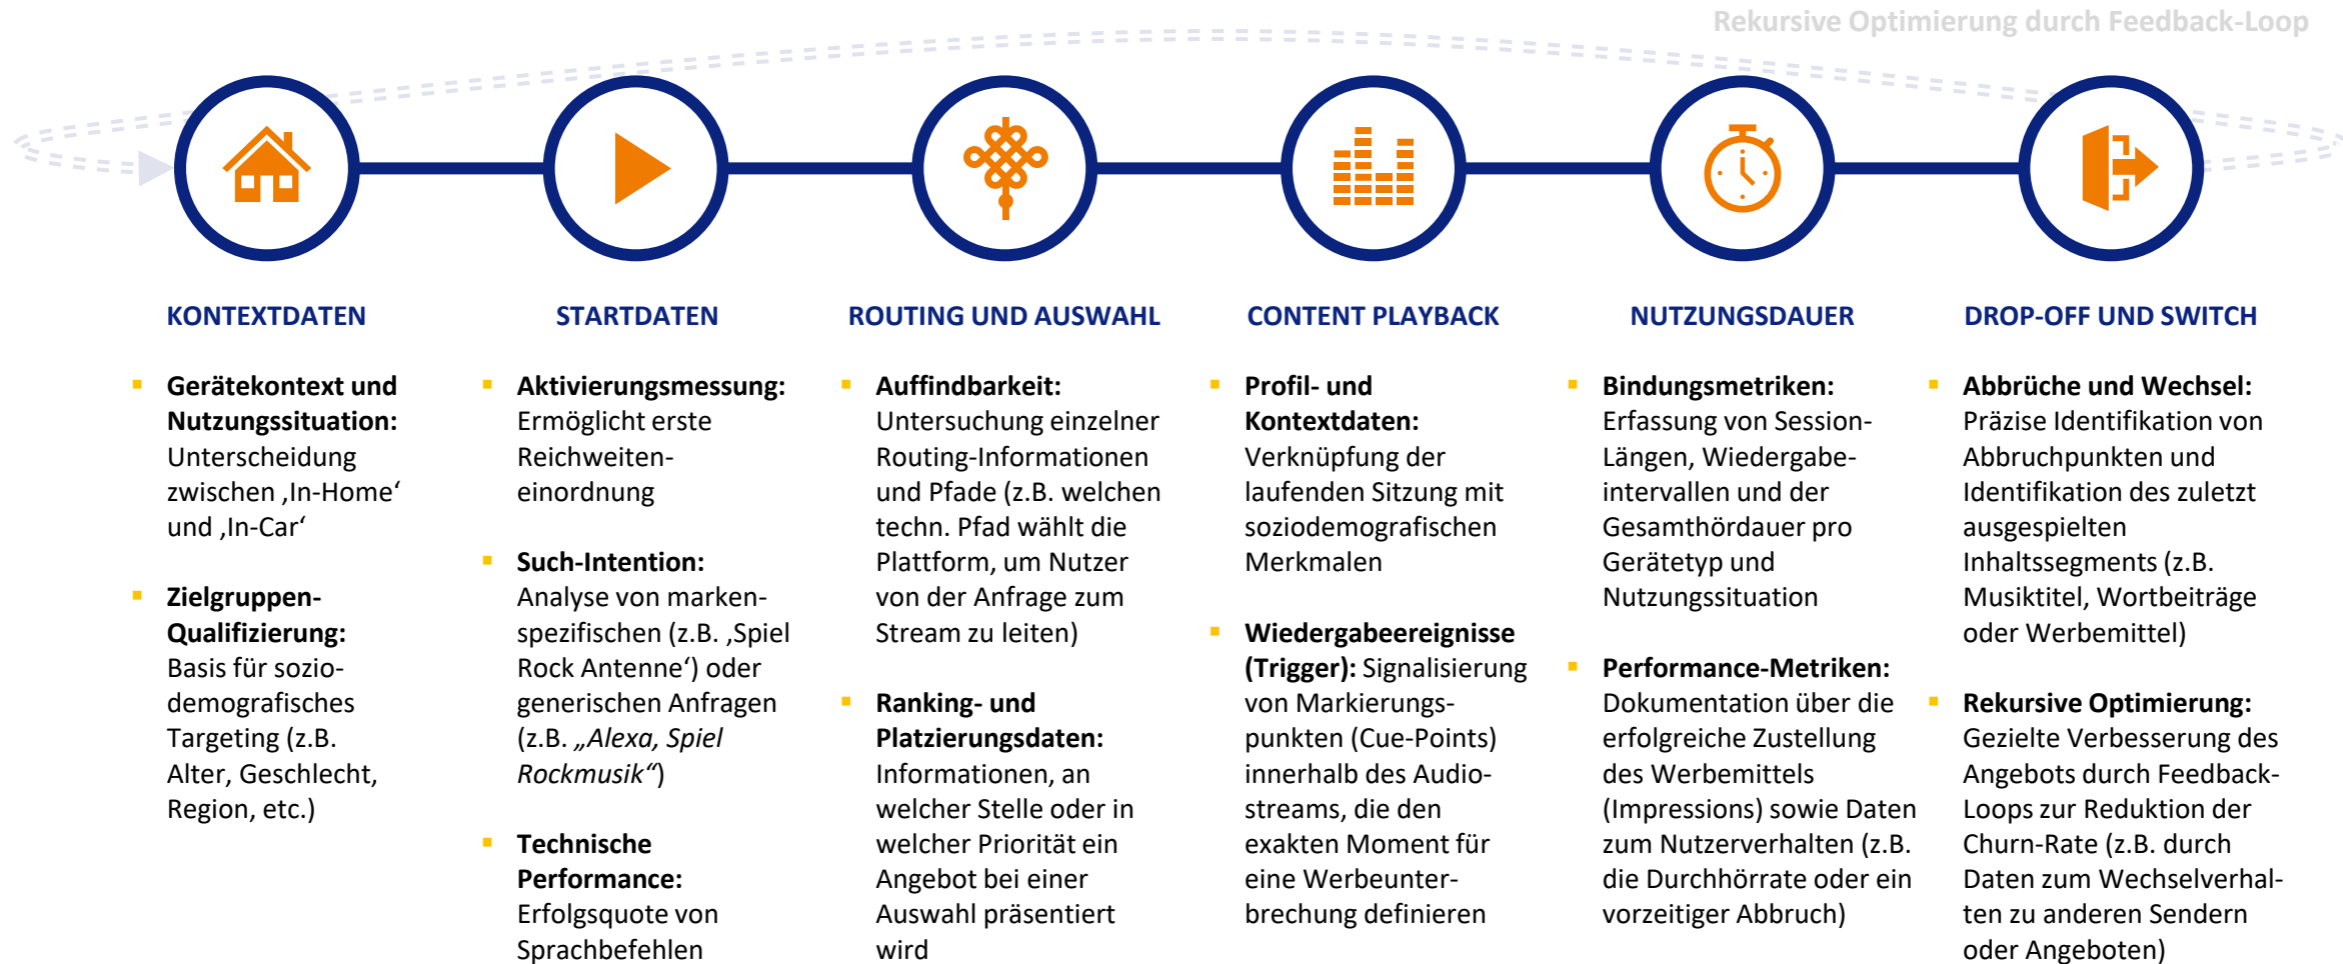 Rekursive Optimierung durch Feedback-Loop
KONTEXTDATEN
▪ Gerätekontext und
Nutzungssituation:
Unterscheidung
zwischen ‚In-Home‘
und ‚In-Car‘
▪ Zielgruppen-
Qualifizierung:
Basis für sozio-
demografisches
Targeting (z.B.
Alter, Geschlecht,
Region, etc.)
STARTDATEN
▪ Aktivierungsmessung:
Ermöglicht erste
Reichweiten-
einordnung
▪ Such-Intention:
Analyse von marken-
spezifischen (z.B. ‚Spiel
Rock Antenne‘) oder
generischen Anfragen
(z.B. „Alexa, Spiel
Rockmusik“)
▪ Technische
Performance:
Erfolgsquote von
Sprachbefehlen
ROUTING UND AUSWAHL
▪ Auffindbarkeit:
Untersuchung einzelner
Routing-Informationen
und Pfade (z.B. welchen
techn. Pfad wählt die
Plattform, um Nutzer
von der Anfrage zum
Stream zu leiten)
▪ Ranking- und
Platzierungsdaten:
Informationen, an
welcher Stelle oder in
welcher Priorität ein
Angebot bei einer
Auswahl präsentiert
wird
CONTENT PLAYBACK
▪ Profil- und
Kontextdaten:
Verknüpfung der
laufenden Sitzung mit
soziodemografischen
Merkmalen
▪ Wiedergabeereignisse
(Trigger): Signalisierung
von Markierungs-
punkten (Cue-Points)
innerhalb des Audio-
streams, die den
exakten Moment für
eine Werbeunter-
brechung definieren
NUTZUNGSDAUER
▪ Bindungsmetriken:
Erfassung von Session-
Längen, Wiedergabe-
intervallen und der
Gesamthördauer pro
Gerätetyp und
Nutzungssituation
▪ Performance-Metriken:
Dokumentation über die
erfolgreiche Zustellung
des Werbemittels
(Impressions) sowie Daten
zum Nutzerverhalten (z.B.
die Durchhörrate oder ein
vorzeitiger Abbruch)
DROP-OFF UND SWITCH
▪ Abbrüche und Wechsel:
Präzise Identifikation von
Abbruchpunkten und
Identifikation des zuletzt
ausgespielten
Inhaltssegments (z.B.
Musiktitel, Wortbeiträge
oder Werbemittel)
▪ Rekursive Optimierung:
Gezielte Verbesserung des
Angebots durch Feedback-
Loops zur Reduktion der
Churn-Rate (z.B. durch
Daten zum Wechselverhal-
ten zu anderen Sendern
oder Angeboten)